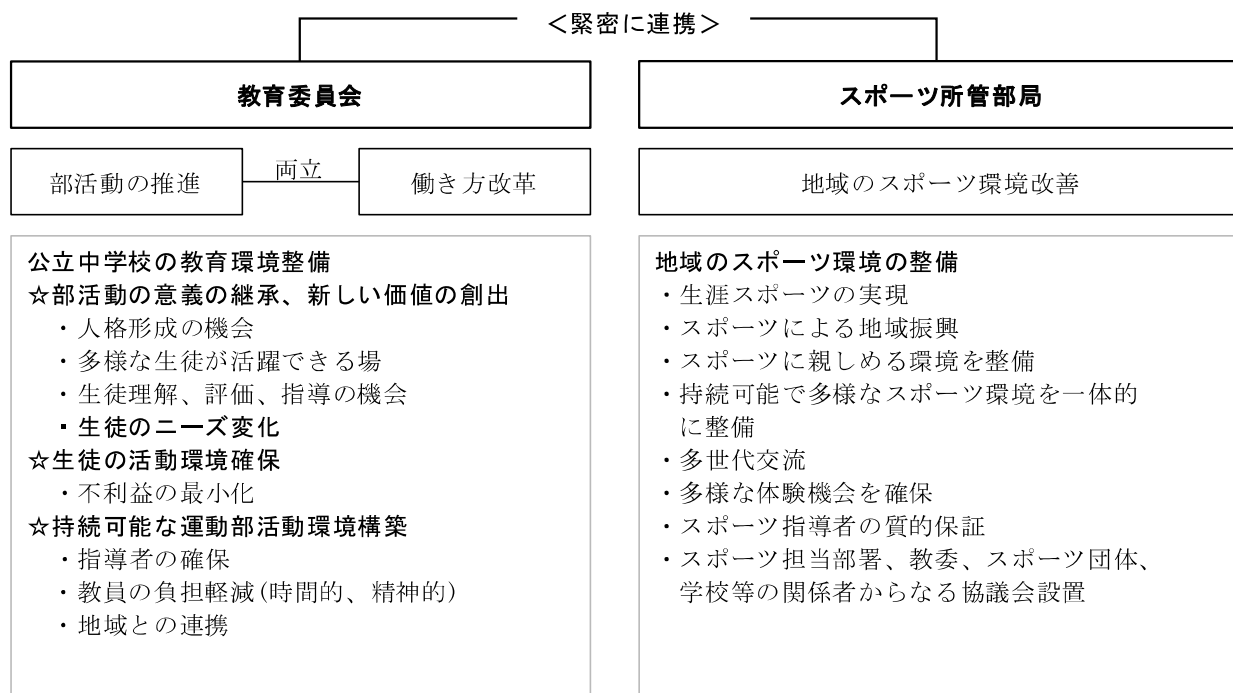 ＜緊密に連携＞
教育委員会
部活動の推進
両立
働き方改革
公立中学校の教育環境整備
☆部活動の意義の継承、新しい価値の創出
・人格形成の機会
・多様な生徒が活躍できる場
・生徒理解、評価、指導の機会
・生徒のニーズ変化
☆生徒の活動環境確保
・不利益の最小化
☆持続可能な運動部活動環境構築
・指導者の確保
・教員の負担軽減(時間的、精神的)
・地域との連携
スポーツ所管部局
地域のスポーツ環境改善
地域のスポーツ環境の整備
・生涯スポーツの実現
・スポーツによる地域振興
・スポーツに親しめる環境を整備
・持続可能で多様なスポーツ環境を一体的
に整備
・多世代交流
・多様な体験機会を確保
・スポーツ指導者の質的保証
・スポーツ担当部署、教委、スポーツ団体、
学校等の関係者からなる協議会設置